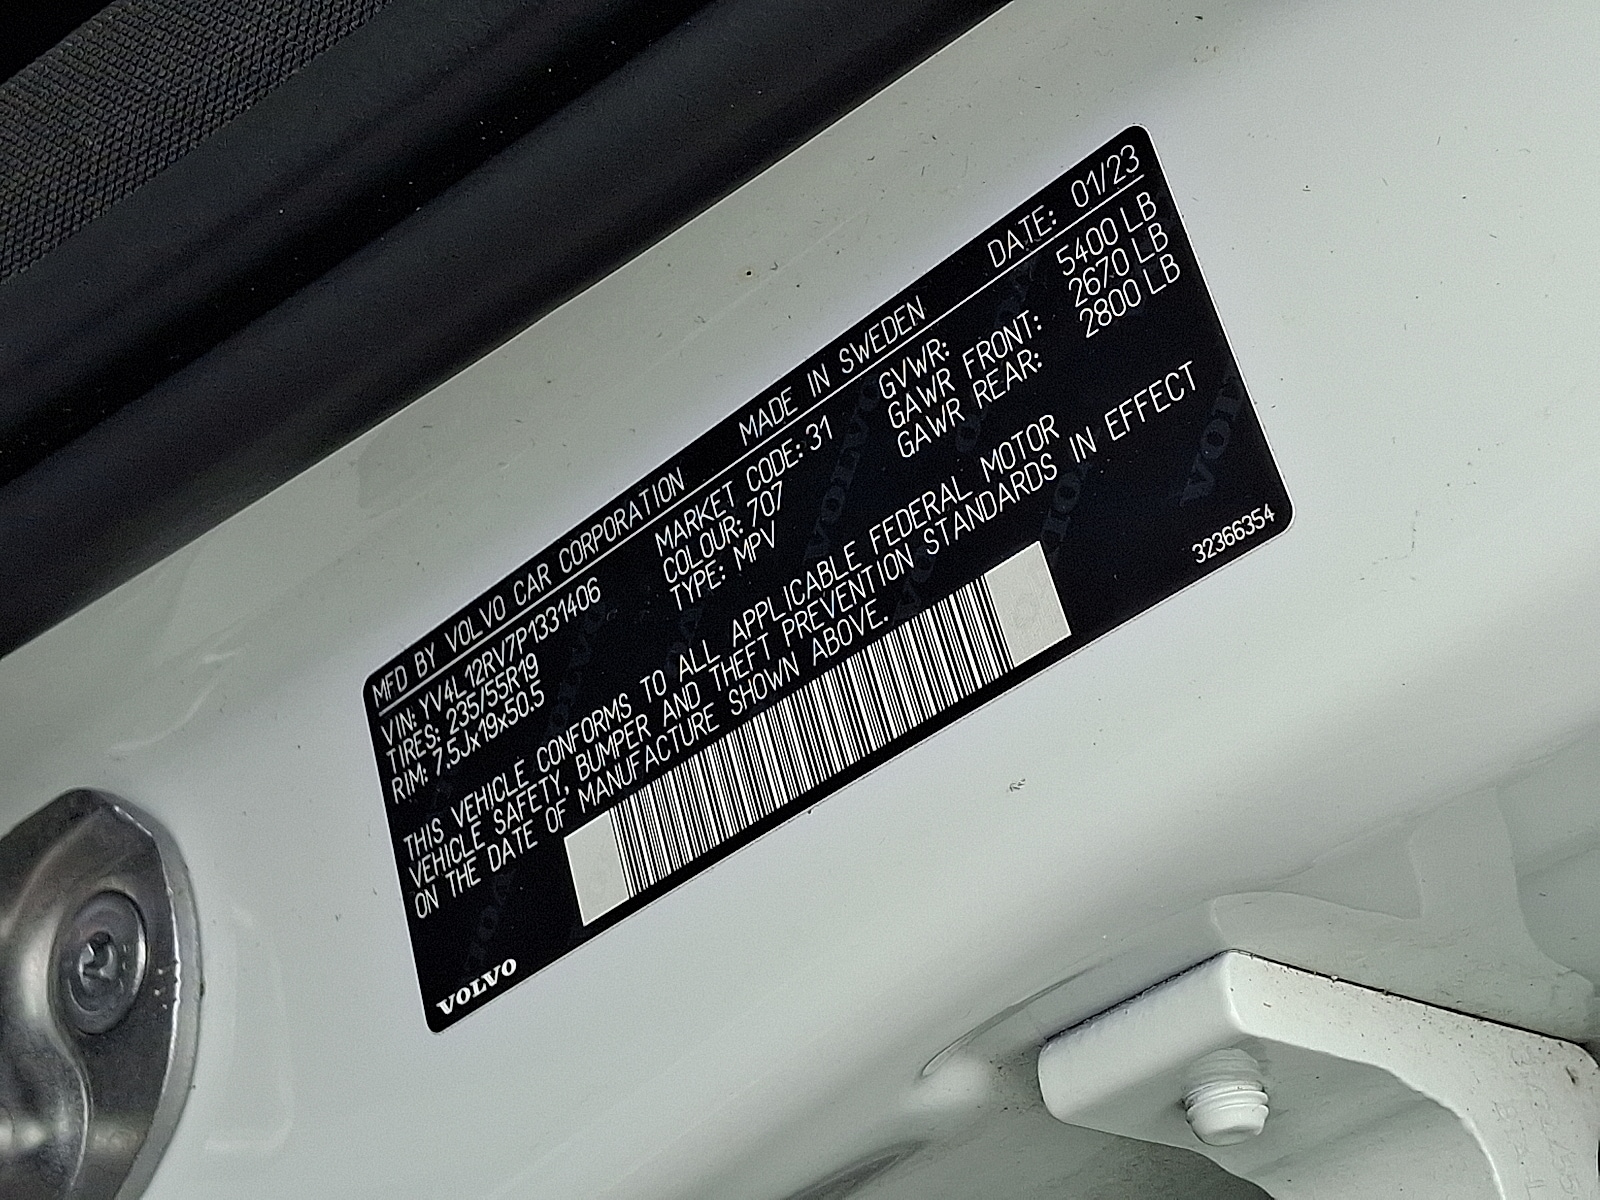 MFD BY VOLVO CAR CORPORATION MADE IN SWEDEN DATE: 01/23
VIN: YV4L12RV7P1331406 MARKET CODE: 31 GVWR: 5400 LB
TIRES: 235/55R19 COLOUR: 707 GAWR FRONT: 2670 LB
RIM: 7.5Jx19x50.5 TYPE: MPV GAWR REAR: 2800 LB
THIS VEHICLE CONFORMS TO ALL APPLICABLE FEDERAL MOTOR
VEHICLE SAFETY, BUMPER AND THEFT PREVENTION STANDARDS IN EFFECT
ON THE DATE OF MANUFACTURE SHOWN ABOVE.
VOLVO 32366354